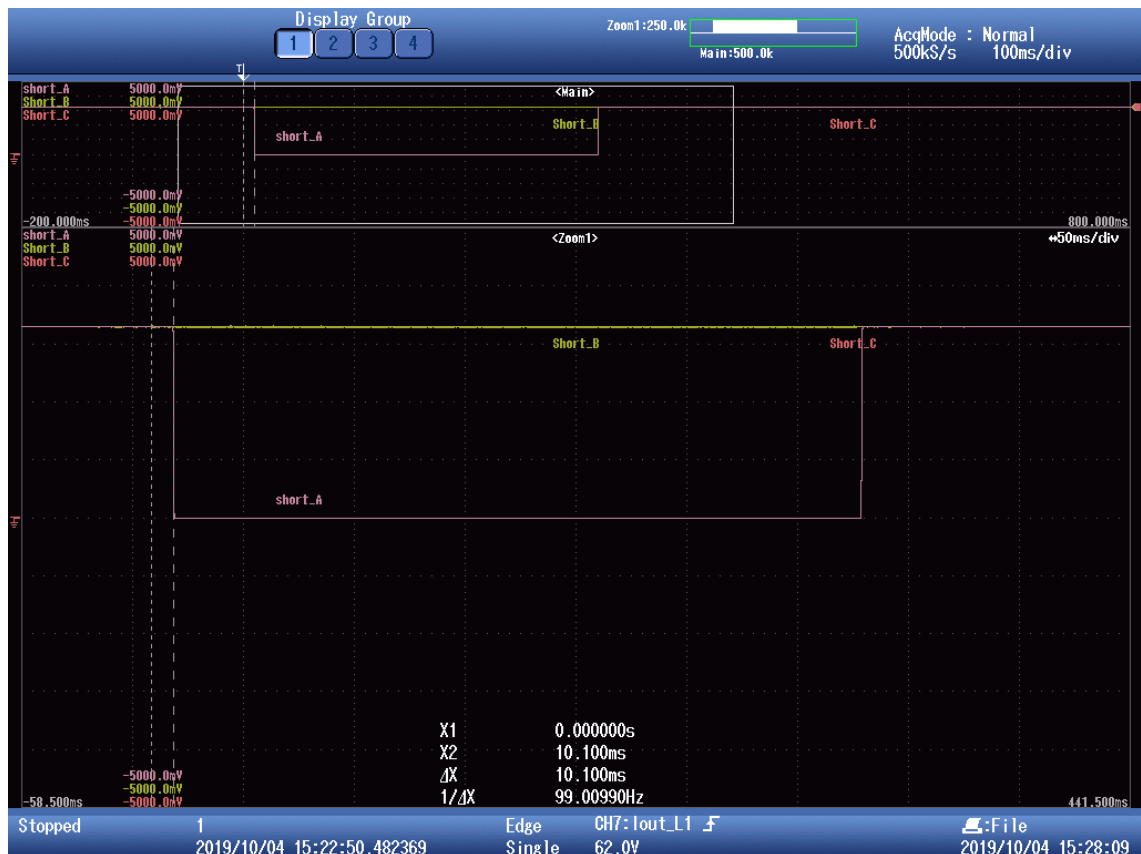 Display Group
1 2 3 4
Zoom1:250.0k
Main:500.0k
AcqMode : Normal
500kS/s 100ms/div
T
short_A 5000.0mV
Short_B 5000.0mV
Short_C 5000.0mV
<Main>
short_A
Short_B
Short_C
-5000.0mV
-5000.0mV
-5000.0mV
-200.000ms
800.000ms
short_A 5000.0mV
Short_B 5000.0mV
Short_C 5000.0mV
<Zoom1>
↔50ms/div
Short_B
Short_C
short_A
X1 0.000000s
X2 10.100ms
ΔX 10.100ms
1/ΔX 99.00990Hz
-5000.0mV
-5000.0mV
-5000.0mV
-58.500ms
441.500ms
Stopped
1
2019/10/04 15:22:50.482369
Edge CH7:Iout_L1
Single 62.0V
:File
2019/10/04 15:28:09